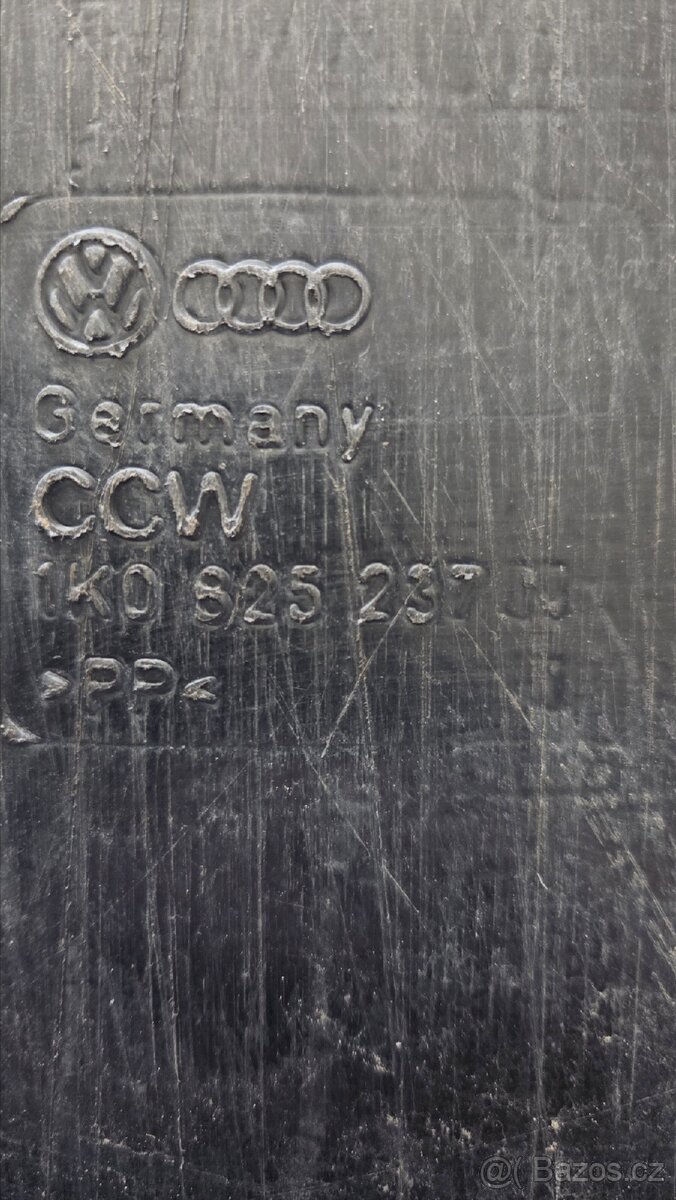 Germany
CCW
1K0 825 237
>PP<
@( Bazos.cz